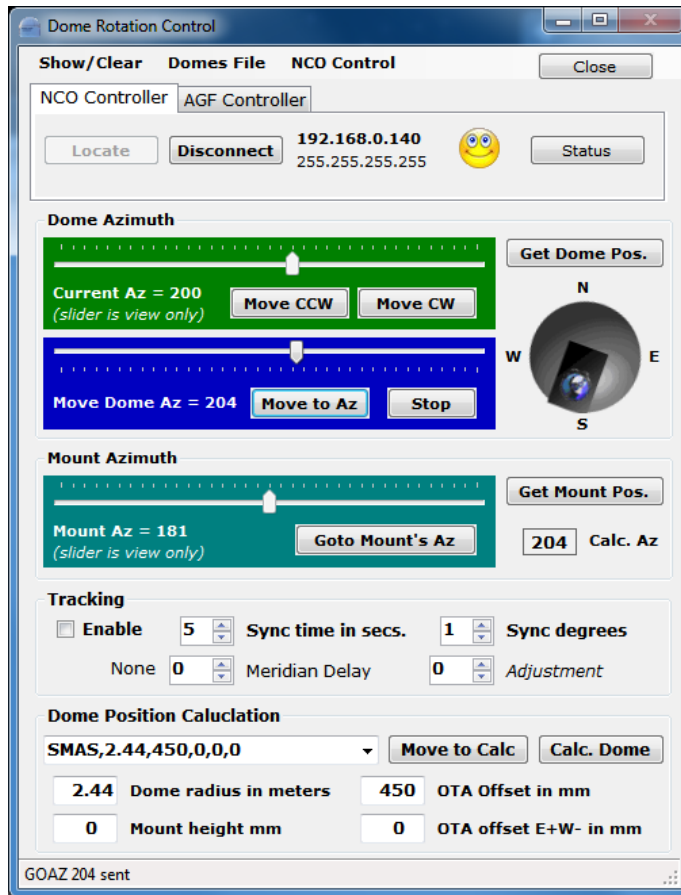 Dome Rotation Control
Show/Clear Domes File NCO Control Close
NCO Controller AGF Controller
Locate Disconnect 192.168.0.140 Status
255.255.255.255
Dome Azimuth
Get Dome Pos.
Current Az = 200 Move CCW Move CW
(slider is view only)
N
W E
S
Move Dome Az = 204 Move to Az Stop
Mount Azimuth
Get Mount Pos.
Mount Az = 181 Goto Mount's Az 204 Calc. Az
(slider is view only)
Tracking
Enable 5 Sync time in secs. 1 Sync degrees
None 0 Meridian Delay 0 Adjustment
Dome Position Caluclation
SMAS,2.44,450,0,0,0 Move to Calc Calc. Dome
2.44 Dome radius in meters 450 OTA Offset in mm
0 Mount height mm 0 OTA offset E+W- in mm
GOAZ 204 sent